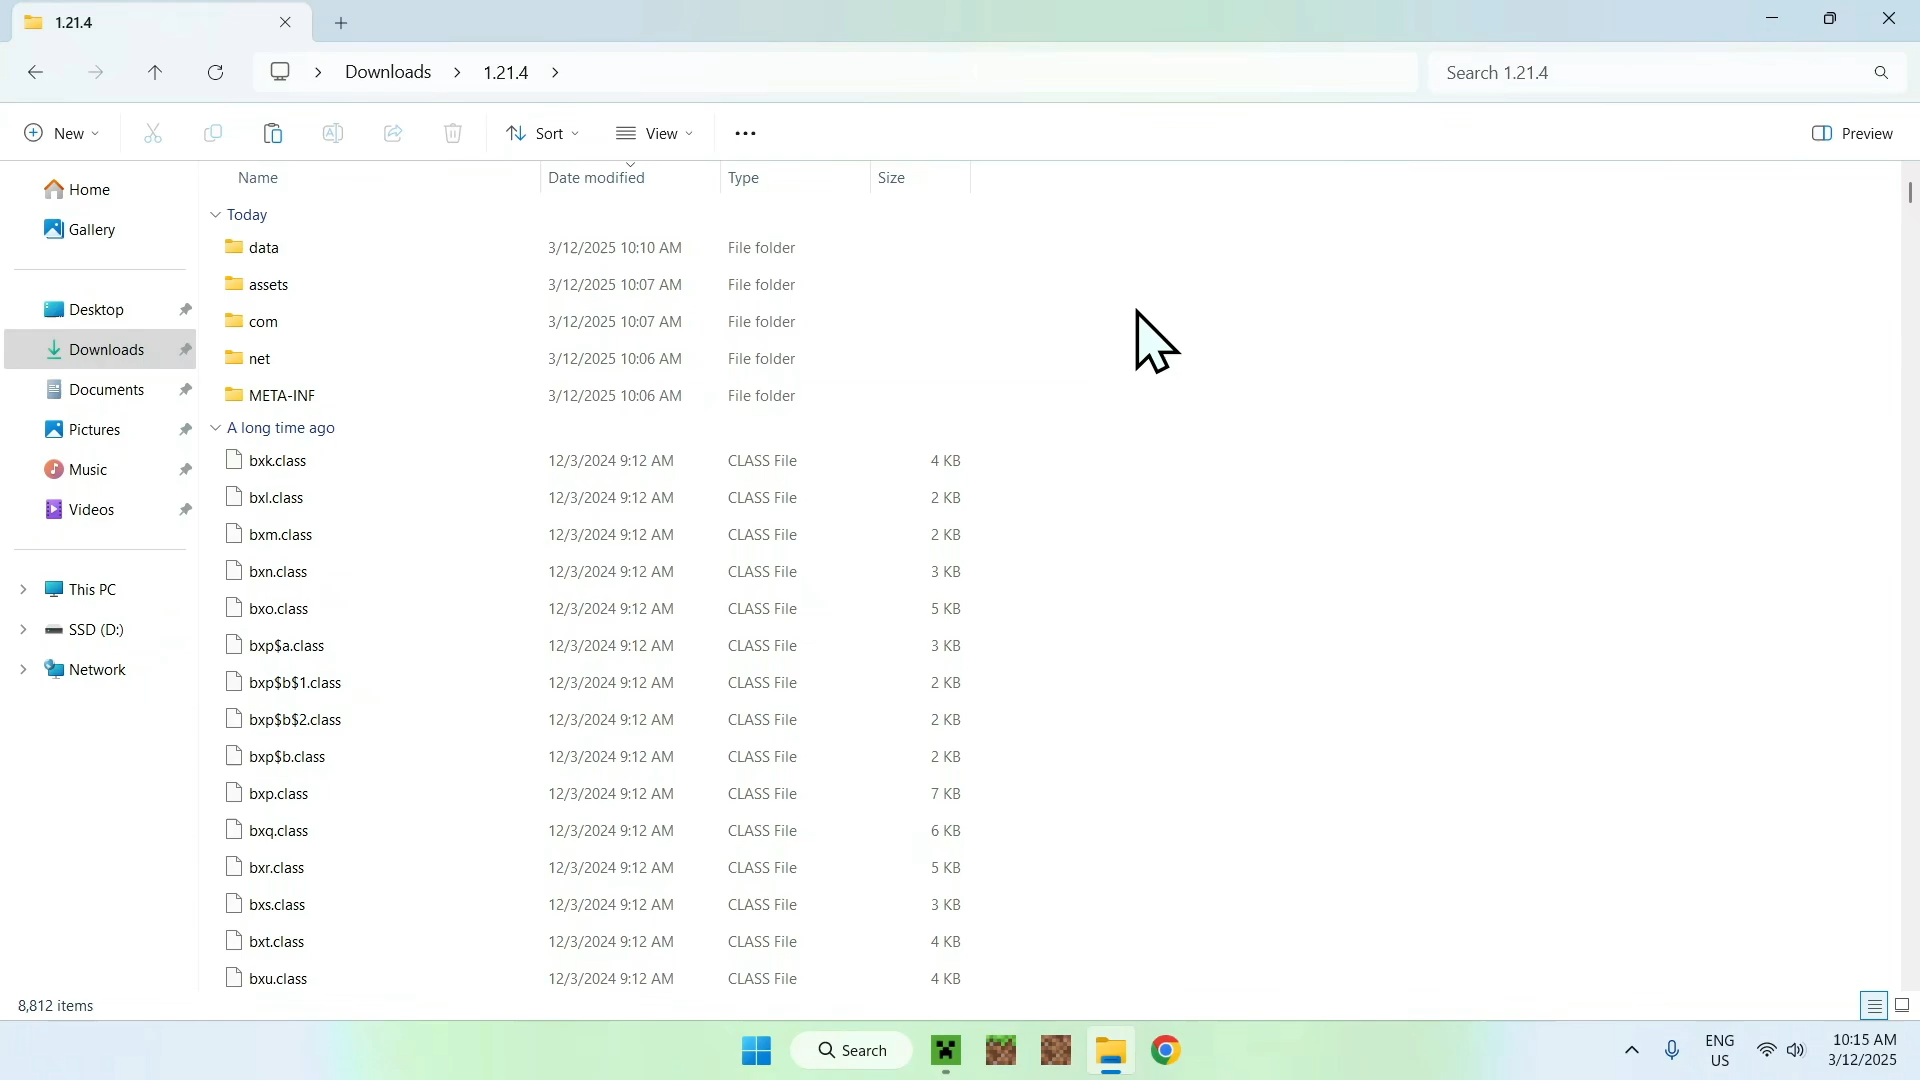 1.21.4
Downloads > 1.21.4 >
Search 1.21.4
New
Sort
View
Preview
Name Date modified Type Size
Home
Gallery
Desktop
Downloads
Documents
Pictures
Music
Videos
This PC
SSD (D:)
Network
Today
data 3/12/2025 10:10 AM File folder
assets 3/12/2025 10:07 AM File folder
com 3/12/2025 10:07 AM File folder
net 3/12/2025 10:06 AM File folder
META-INF 3/12/2025 10:06 AM File folder
A long time ago
bxk.class 12/3/2024 9:12 AM CLASS File 4 KB
bxl.class 12/3/2024 9:12 AM CLASS File 2 KB
bxm.class 12/3/2024 9:12 AM CLASS File 2 KB
bxn.class 12/3/2024 9:12 AM CLASS File 3 KB
bxo.class 12/3/2024 9:12 AM CLASS File 5 KB
bxp$a.class 12/3/2024 9:12 AM CLASS File 3 KB
bxp$b$1.class 12/3/2024 9:12 AM CLASS File 2 KB
bxp$b$2.class 12/3/2024 9:12 AM CLASS File 2 KB
bxp$b.class 12/3/2024 9:12 AM CLASS File 2 KB
bxp.class 12/3/2024 9:12 AM CLASS File 7 KB
bxq.class 12/3/2024 9:12 AM CLASS File 6 KB
bxr.class 12/3/2024 9:12 AM CLASS File 5 KB
bxs.class 12/3/2024 9:12 AM CLASS File 3 KB
bxt.class 12/3/2024 9:12 AM CLASS File 4 KB
bxu.class 12/3/2024 9:12 AM CLASS File 4 KB
8,812 items
Search
ENG
US
10:15 AM
3/12/2025